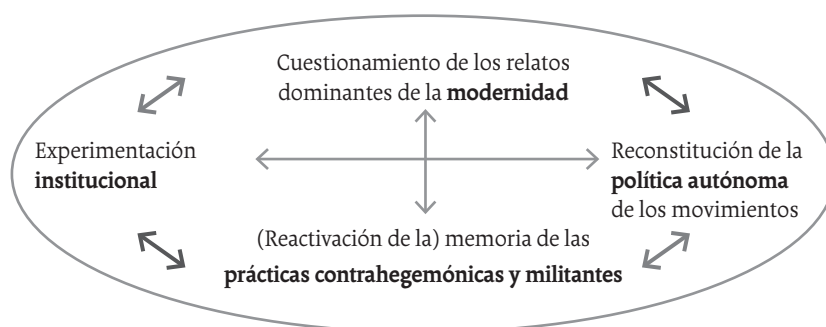 Cuestionamiento de los relatos
dominantes de la modernidad
Experimentación
institucional
Reconstitución de la
política autónoma
de los movimientos
(Reactivación de la) memoria de las
prácticas contrahegemónicas y militantes